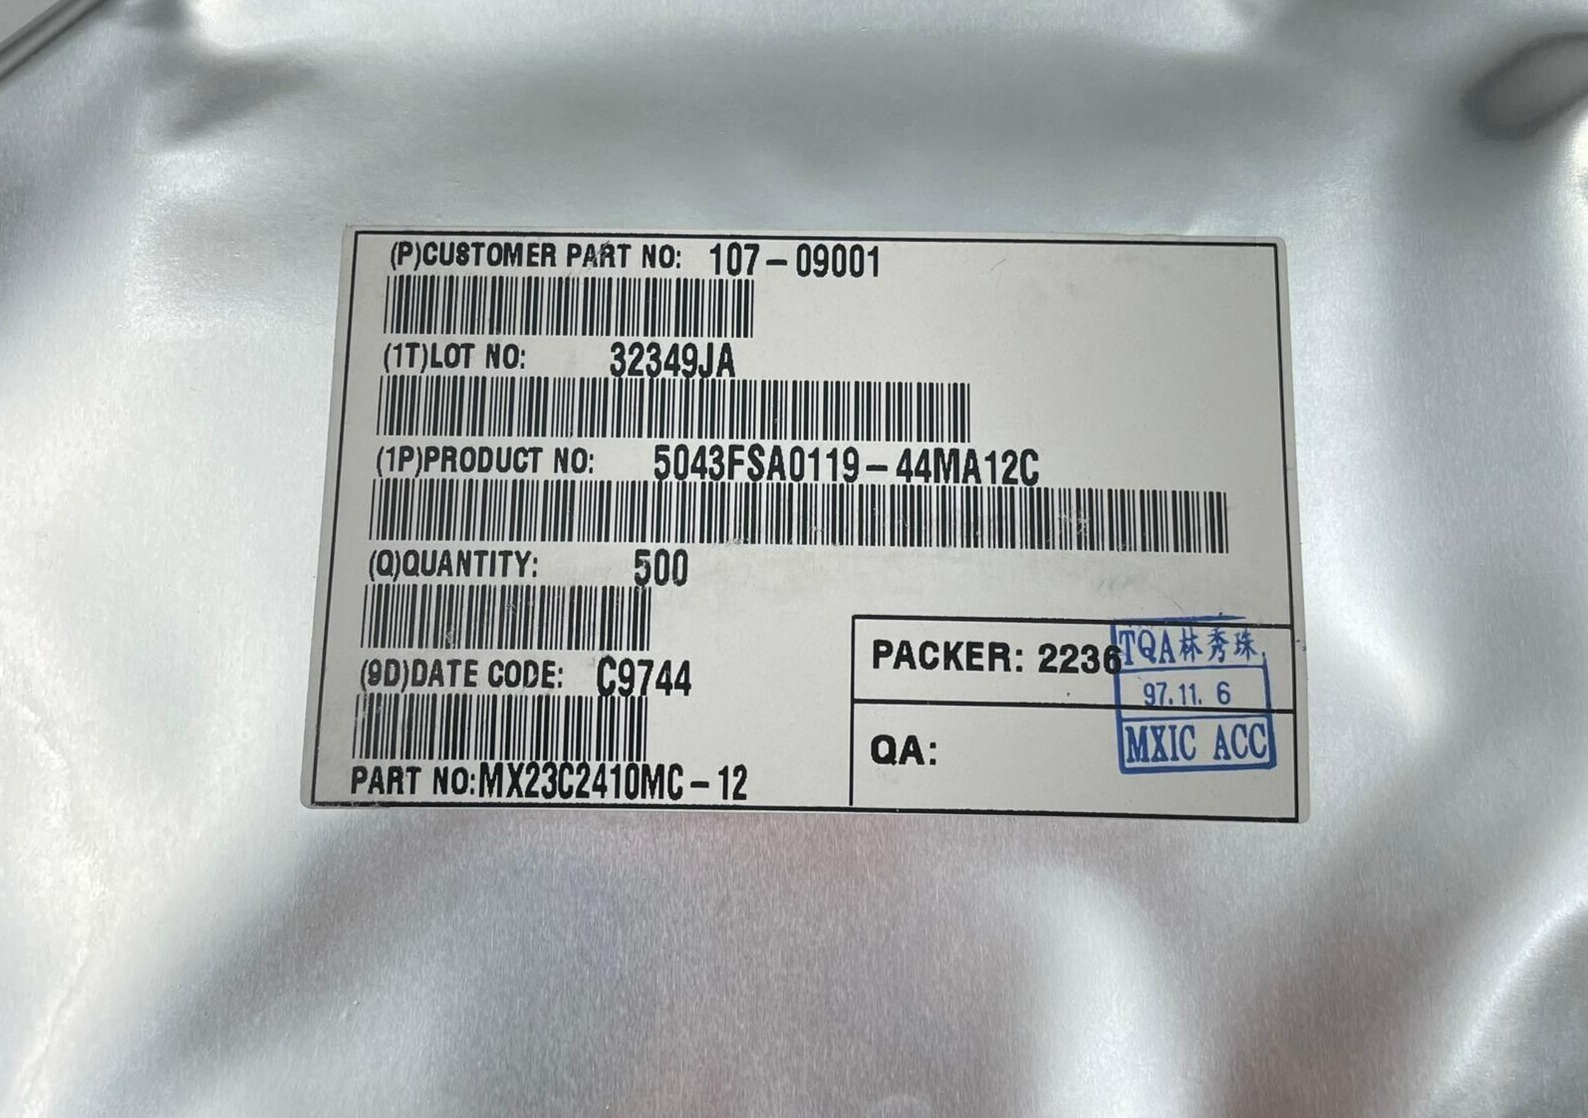 (P)CUSTOMER PART NO: 107-09001
(1T)LOT NO: 32349JA
(1P)PRODUCT NO: 5043FSA0119-44MA12C
(Q)QUANTITY: 500
(9D)DATE CODE: C9744
PART NO:MX23C2410MC-12
PACKER: 2236
TQA林秀珠
97.11.6
QA:
MXIC ACC